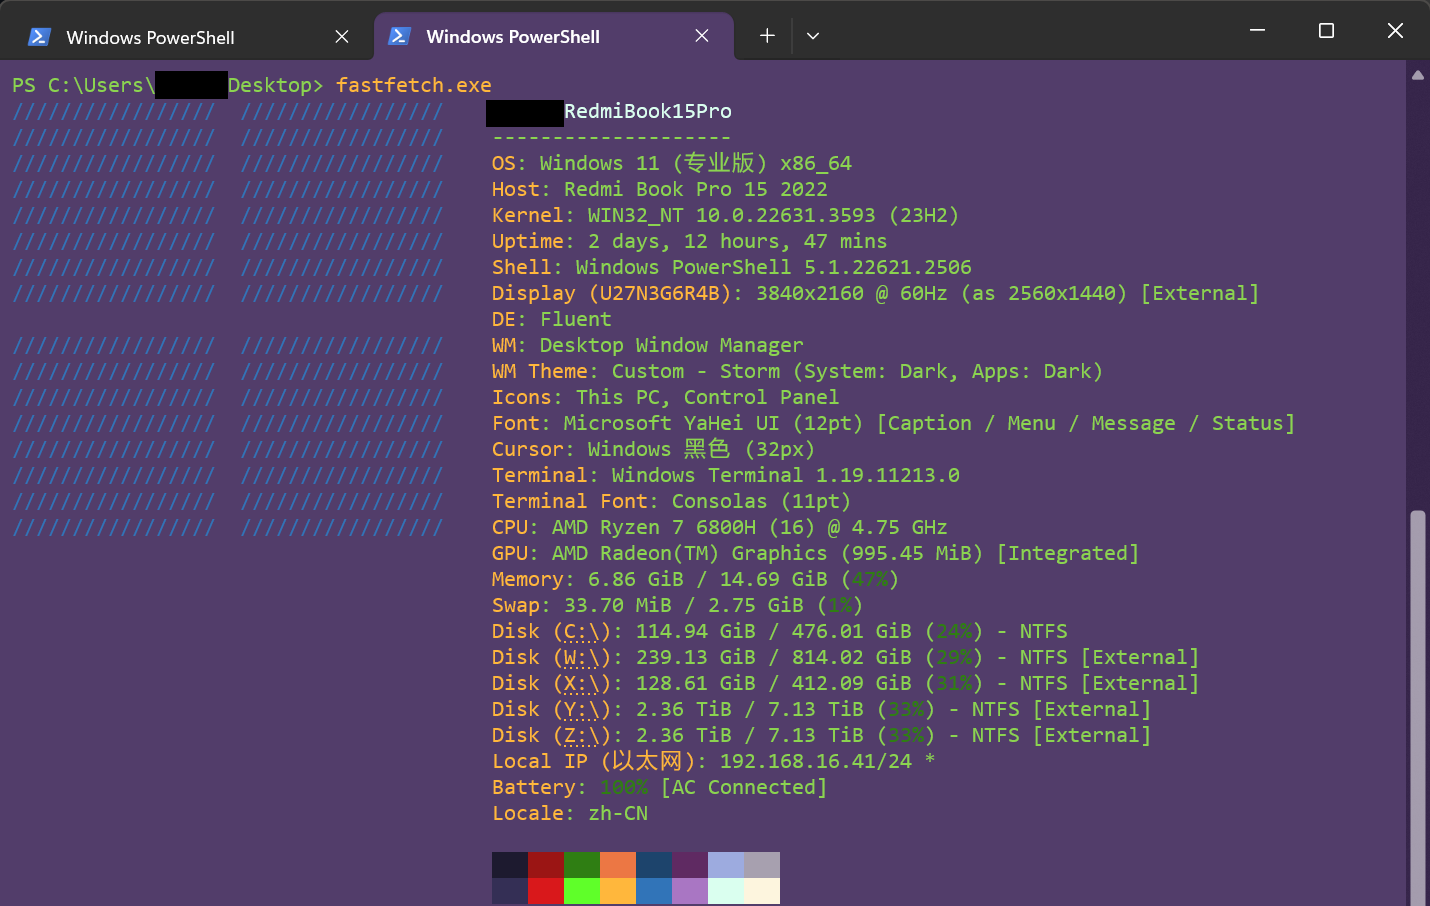 Windows PowerShell
Windows PowerShell
PS C:\Users\ Desktop> fastfetch.exe
///////////////// ///////////////// RedmiBook15Pro
///////////////// ///////////////// --------------------
///////////////// ///////////////// OS: Windows 11 (专业版) x86_64
///////////////// ///////////////// Host: Redmi Book Pro 15 2022
///////////////// ///////////////// Kernel: WIN32_NT 10.0.22631.3593 (23H2)
///////////////// ///////////////// Uptime: 2 days, 12 hours, 47 mins
///////////////// ///////////////// Shell: Windows PowerShell 5.1.22621.2506
///////////////// ///////////////// Display (U27N3G6R4B): 3840x2160 @ 60Hz (as 2560x1440) [External]
DE: Fluent
///////////////// ///////////////// WM: Desktop Window Manager
///////////////// ///////////////// WM Theme: Custom - Storm (System: Dark, Apps: Dark)
///////////////// ///////////////// Icons: This PC, Control Panel
///////////////// ///////////////// Font: Microsoft YaHei UI (12pt) [Caption / Menu / Message / Status]
///////////////// ///////////////// Cursor: Windows 黑色 (32px)
///////////////// ///////////////// Terminal: Windows Terminal 1.19.11213.0
///////////////// ///////////////// Terminal Font: Consolas (11pt)
///////////////// ///////////////// CPU: AMD Ryzen 7 6800H (16) @ 4.75 GHz
GPU: AMD Radeon(TM) Graphics (995.45 MiB) [Integrated]
Memory: 6.86 GiB / 14.69 GiB (47%)
Swap: 33.70 MiB / 2.75 GiB (1%)
Disk (C:\): 114.94 GiB / 476.01 GiB (24%) - NTFS
Disk (W:\): 239.13 GiB / 814.02 GiB (29%) - NTFS [External]
Disk (X:\): 128.61 GiB / 412.09 GiB (31%) - NTFS [External]
Disk (Y:\): 2.36 TiB / 7.13 TiB (33%) - NTFS [External]
Disk (Z:\): 2.36 TiB / 7.13 TiB (33%) - NTFS [External]
Local IP (以太网): 192.168.16.41/24 *
Battery: 100% [AC Connected]
Locale: zh-CN